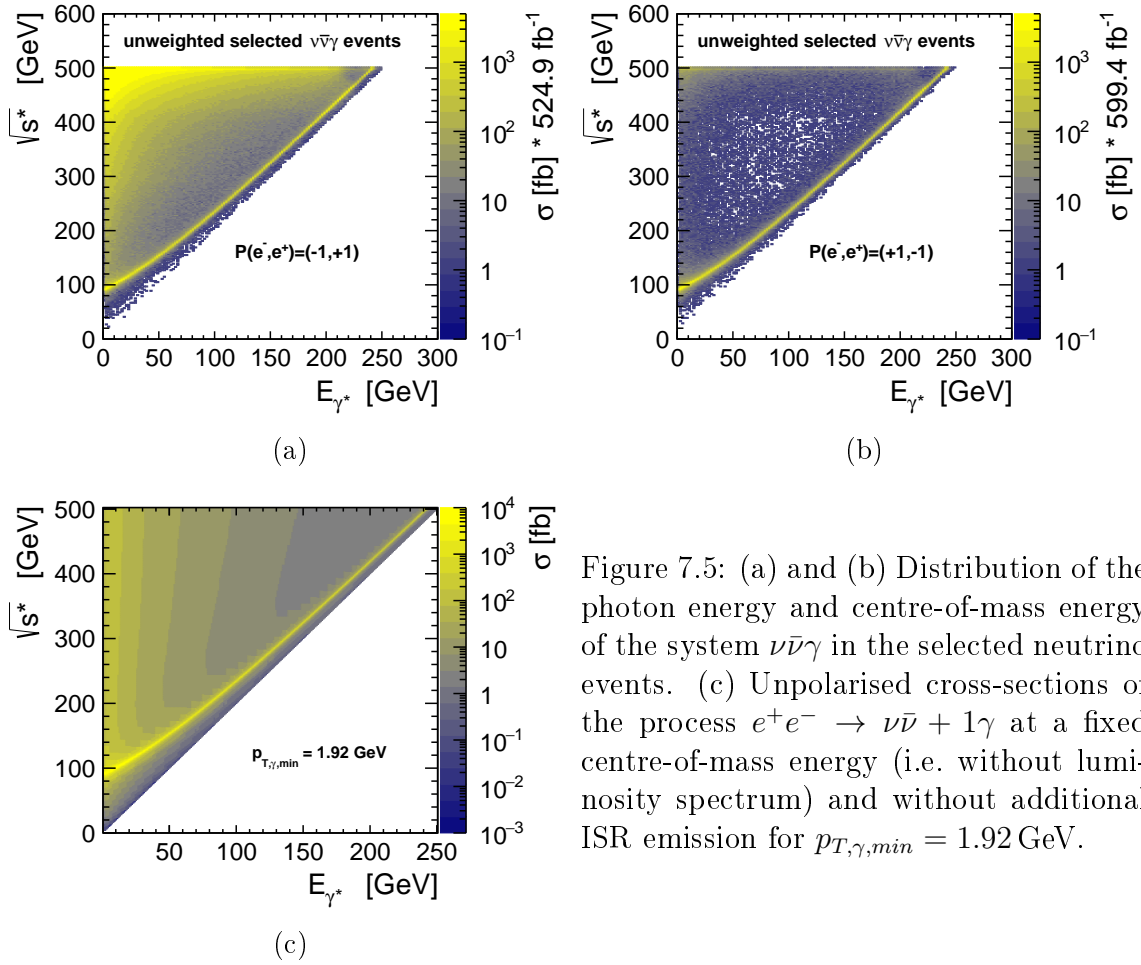 600
500
400
300
200
100
0
√s* [GeV]
unweighted selected νν̄γ events
P(e⁻,e⁺)=(-1,+1)
0 50 100 150 200 250 300
E_γ* [GeV]
10³
10²
10
1
10⁻¹
σ [fb] * 524.9 fb⁻¹
(a)
600
500
400
300
200
100
0
√s* [GeV]
unweighted selected νν̄γ events
P(e⁻,e⁺)=(+1,-1)
0 50 100 150 200 250 300
E_γ* [GeV]
10³
10²
10
1
10⁻¹
σ [fb] * 599.4 fb⁻¹
(b)
500
400
300
200
100
0
√s* [GeV]
p_T,γ,min = 1.92 GeV
50 100 150 200 250
E_γ* [GeV]
10⁴
10³
10²
10
1
10⁻¹
10⁻²
10⁻³
σ [fb]
(c)
Figure 7.5: (a) and (b) Distribution of the
photon energy and centre-of-mass energy
of the system νν̄γ in the selected neutrino
events. (c) Unpolarised cross-sections of
the process e⁺e⁻ → νν̄ + 1γ at a fixed
centre-of-mass energy (i.e. without lumi-
nosity spectrum) and without additional
ISR emission for p_T,γ,min = 1.92 GeV.